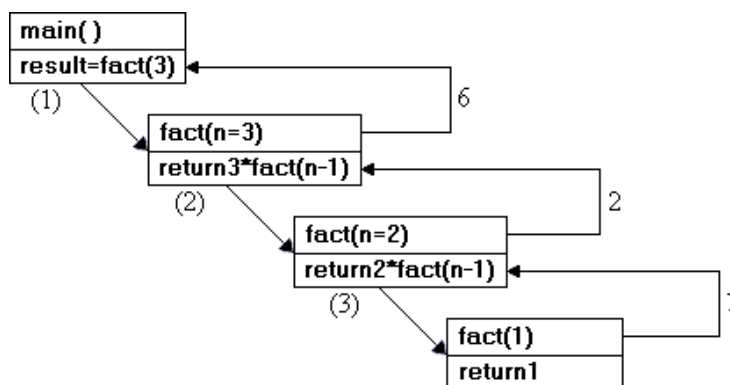 main( )
result=fact(3)
(1)
6
fact(n=3)
return3*fact(n-1)
(2)
2
fact(n=2)
return2*fact(n-1)
(3)
fact(1)
return1